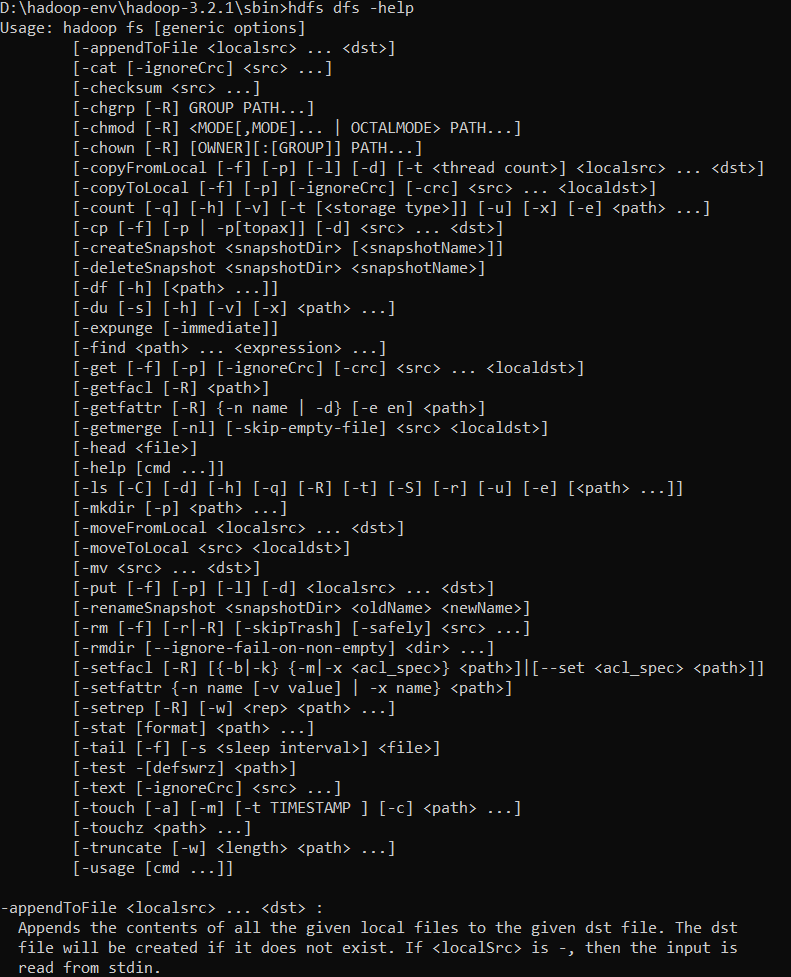 D:\hadoop-env\hadoop-3.2.1\sbin>hdfs dfs -help
Usage: hadoop fs [generic options]
        [-appendToFile <localsrc> ... <dst>]
        [-cat [-ignoreCrc] <src> ...]
        [-checksum <src> ...]
        [-chgrp [-R] GROUP PATH...]
        [-chmod [-R] <MODE[,MODE]... | OCTALMODE> PATH...]
        [-chown [-R] [OWNER][:[GROUP]] PATH...]
        [-copyFromLocal [-f] [-p] [-l] [-d] [-t <thread count>] <localsrc> ... <dst>]
        [-copyToLocal [-f] [-p] [-ignoreCrc] [-crc] <src> ... <localdst>]
        [-count [-q] [-h] [-v] [-t [<storage type>]] [-u] [-x] [-e] <path> ...]
        [-cp [-f] [-p | -p[topax]] [-d] <src> ... <dst>]
        [-createSnapshot <snapshotDir> [<snapshotName>]]
        [-deleteSnapshot <snapshotDir> <snapshotName>]
        [-df [-h] [<path> ...]]
        [-du [-s] [-h] [-v] [-x] <path> ...]
        [-expunge [-immediate]]
        [-find <path> ... <expression> ...]
        [-get [-f] [-p] [-ignoreCrc] [-crc] <src> ... <localdst>]
        [-getfacl [-R] <path>]
        [-getfattr [-R] {-n name | -d} [-e en] <path>]
        [-getmerge [-nl] [-skip-empty-file] <src> <localdst>]
        [-head <file>]
        [-help [cmd ...]]
        [-ls [-C] [-d] [-h] [-q] [-R] [-t] [-S] [-r] [-u] [-e] [<path> ...]]
        [-mkdir [-p] <path> ...]
        [-moveFromLocal <localsrc> ... <dst>]
        [-moveToLocal <src> <localdst>]
        [-mv <src> ... <dst>]
        [-put [-f] [-p] [-l] [-d] <localsrc> ... <dst>]
        [-renameSnapshot <snapshotDir> <oldName> <newName>]
        [-rm [-f] [-r|-R] [-skipTrash] [-safely] <src> ...]
        [-rmdir [--ignore-fail-on-non-empty] <dir> ...]
        [-setfacl [-R] [{-b|-k} {-m|-x <acl_spec>} <path>]|[--set <acl_spec> <path>]]
        [-setfattr {-n name [-v value] | -x name} <path>]
        [-setrep [-R] [-w] <rep> <path> ...]
        [-stat [format] <path> ...]
        [-tail [-f] [-s <sleep interval>] <file>]
        [-test -[defswrz] <path>]
        [-text [-ignoreCrc] <src> ...]
        [-touch [-a] [-m] [-t TIMESTAMP ] [-c] <path> ...]
        [-touchz <path> ...]
        [-truncate [-w] <length> <path> ...]
        [-usage [cmd ...]]

-appendToFile <localsrc> ... <dst> :
  Appends the contents of all the given local files to the given dst file. The dst
  file will be created if it does not exist. If <localSrc> is -, then the input is
  read from stdin.